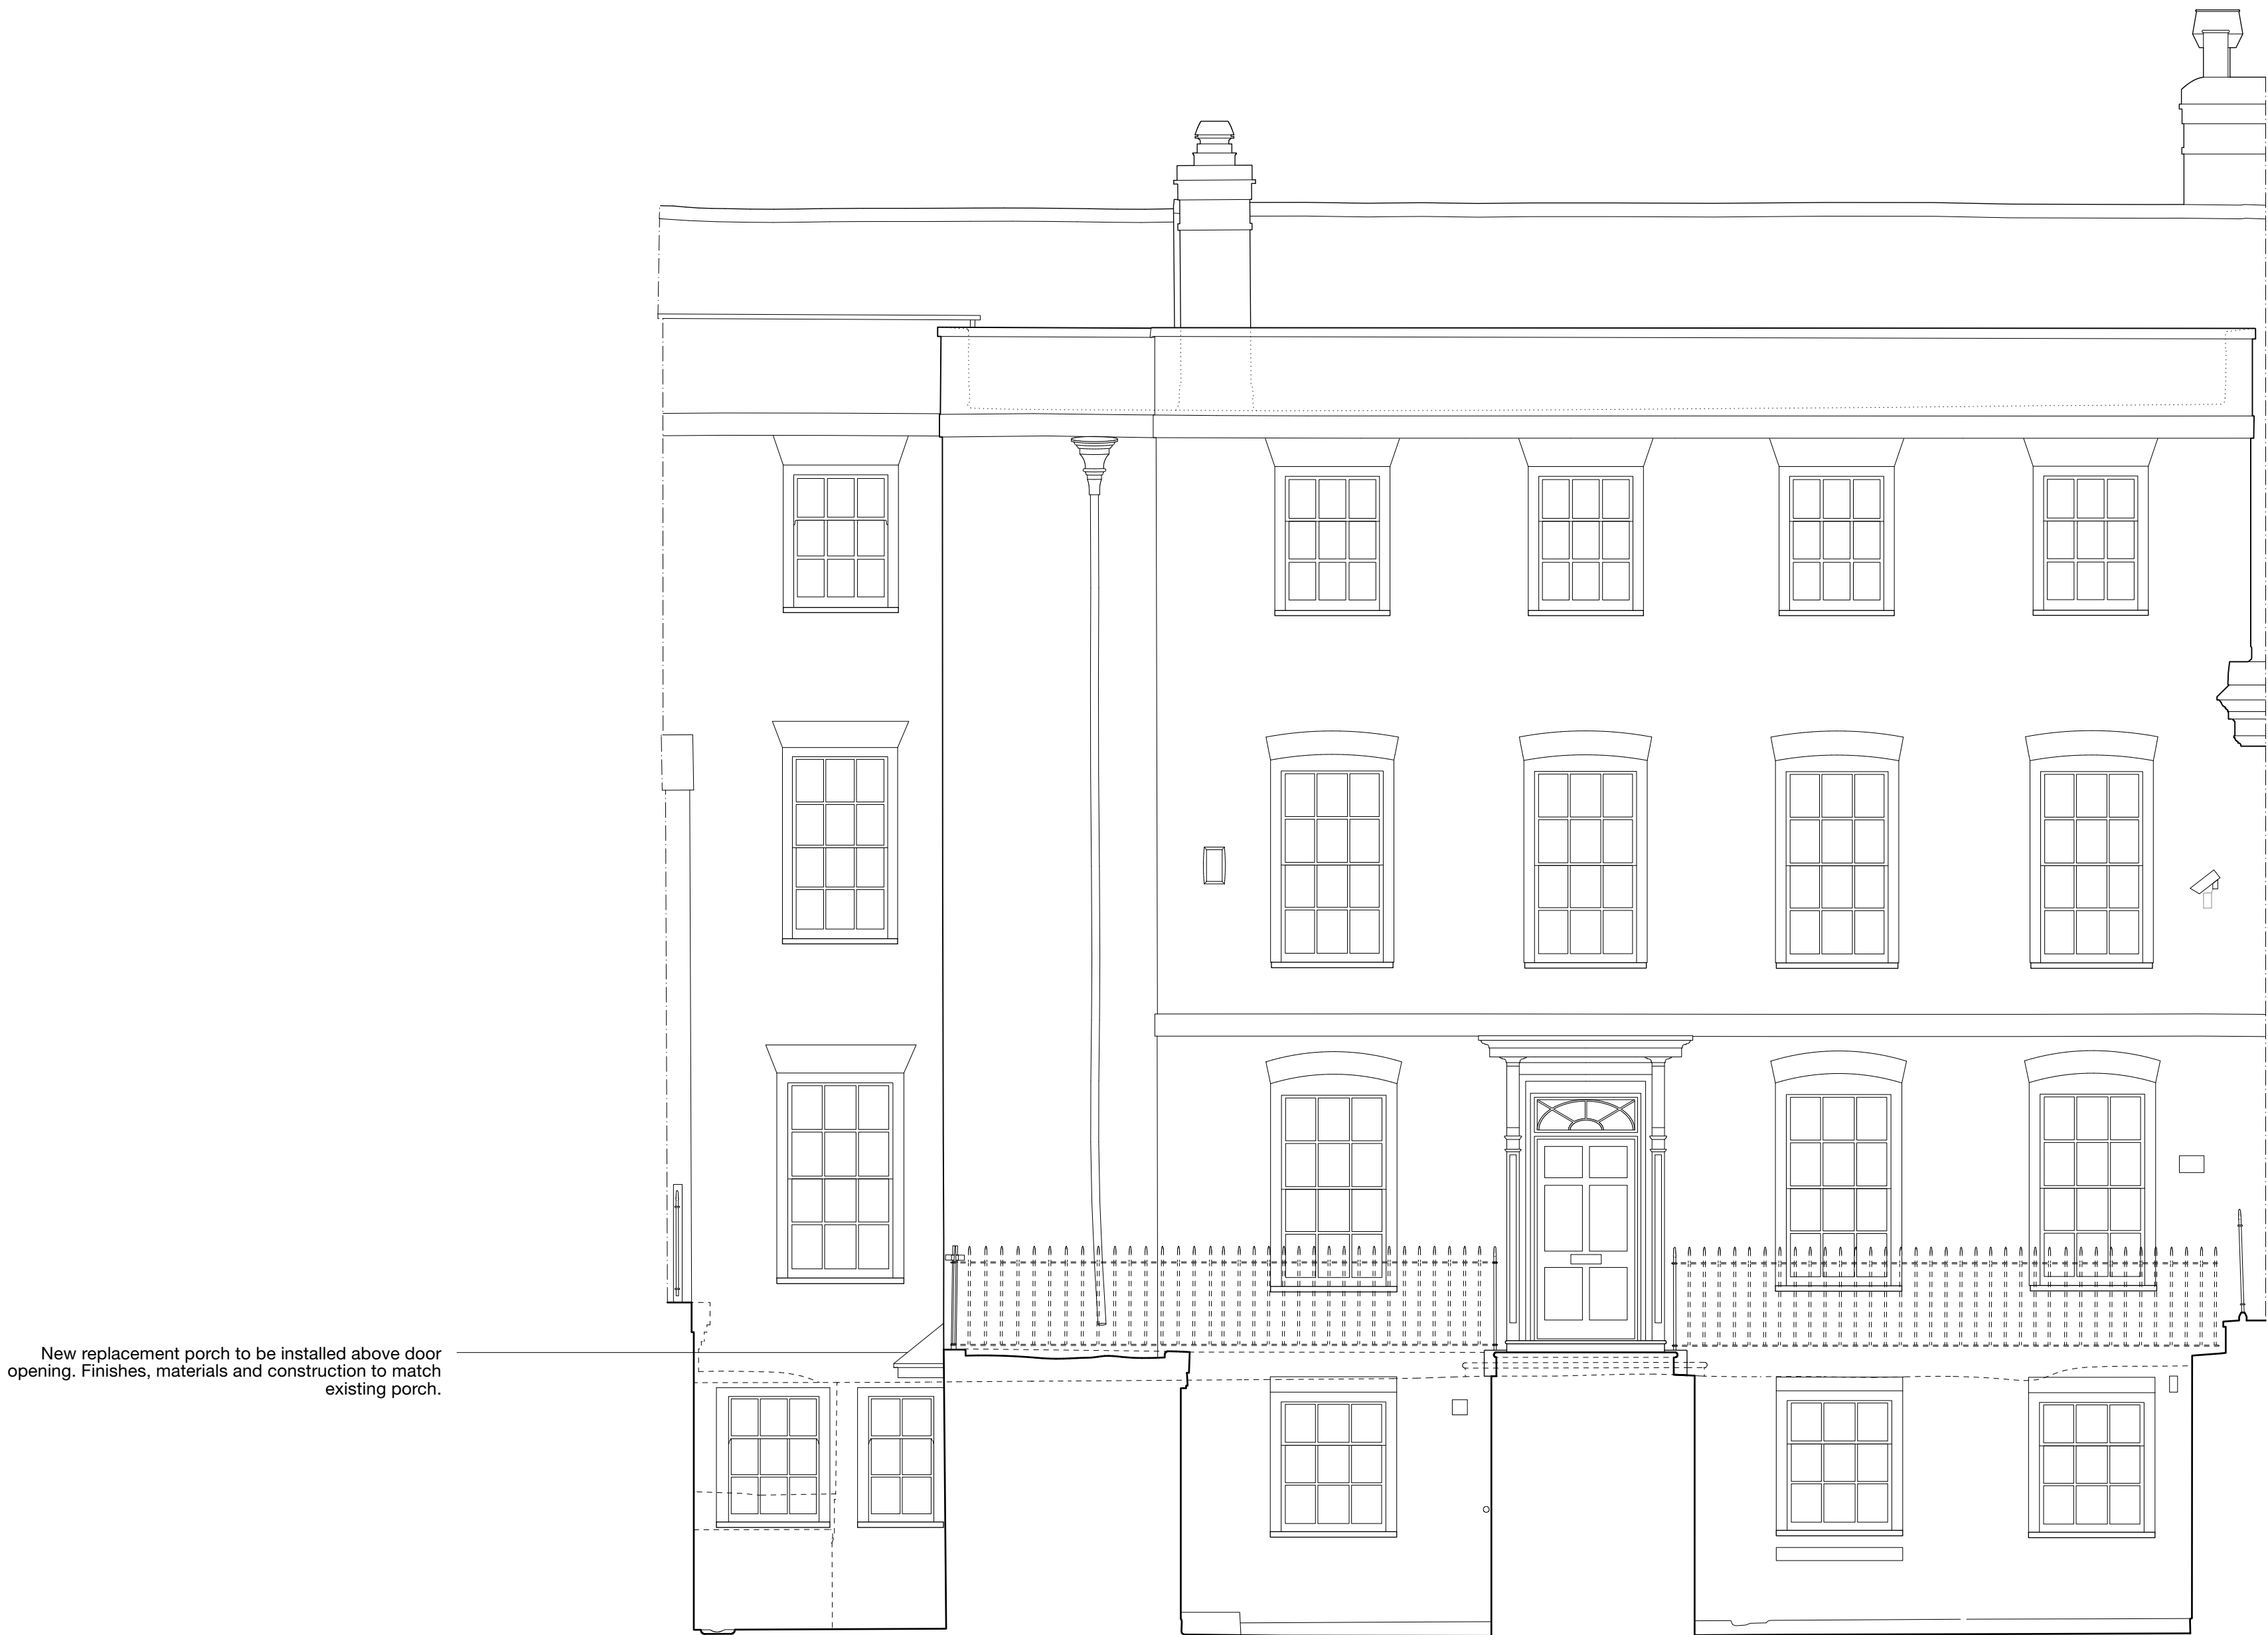 New replacement porch to be installed above door
opening. Finishes, materials and construction to match
existing porch.